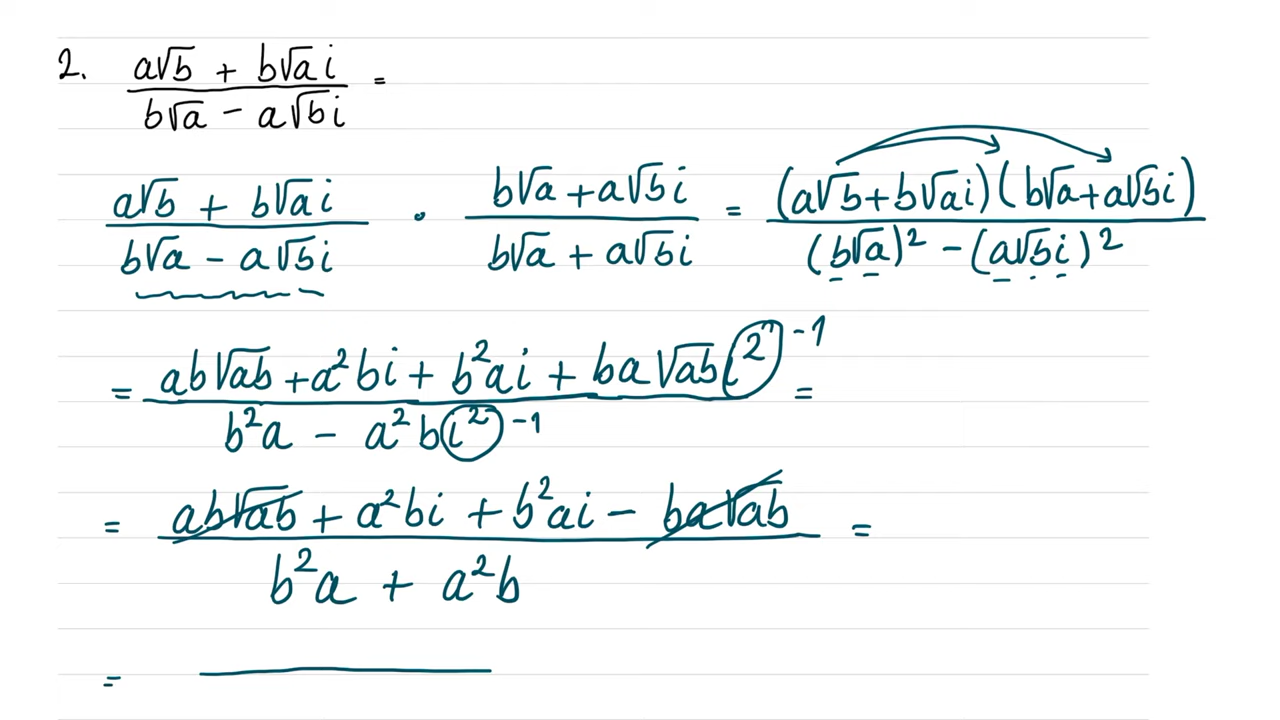 2. (a√b + b√a i)/(b√a − a√b i) =
(a√b + b√a i)/(b√a − a√b i) · (b√a + a√b i)/(b√a + a√b i) = ((a√b + b√a i)(b√a + a√b i))/((b√a)² − (a√b i)²)
= (ab√ab + a²bi + b²ai + ba√ab i²)/(b²a − a²b i²) = −1 −1
= (ab√ab + a²bi + b²ai − ba√ab)/(b²a + a²b) =
=